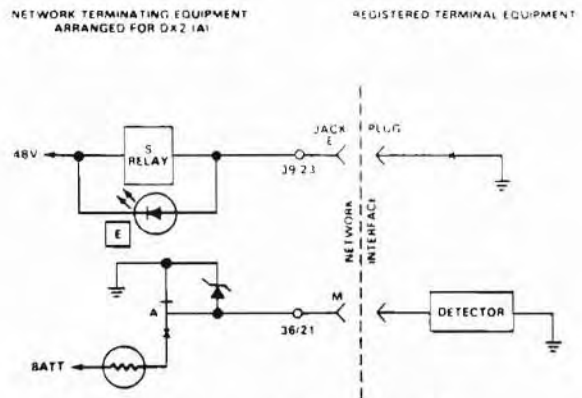 NETWORK TERMINATING EQUIPMENT
ARRANGED FOR DX2 (A)
REGISTERED TERMINAL EQUIPMENT
JACK
E
PLUG
48V
S
RELAY
39/23
E
NETWORK
INTERFACE
A
M
36/21
DETECTOR
BATT